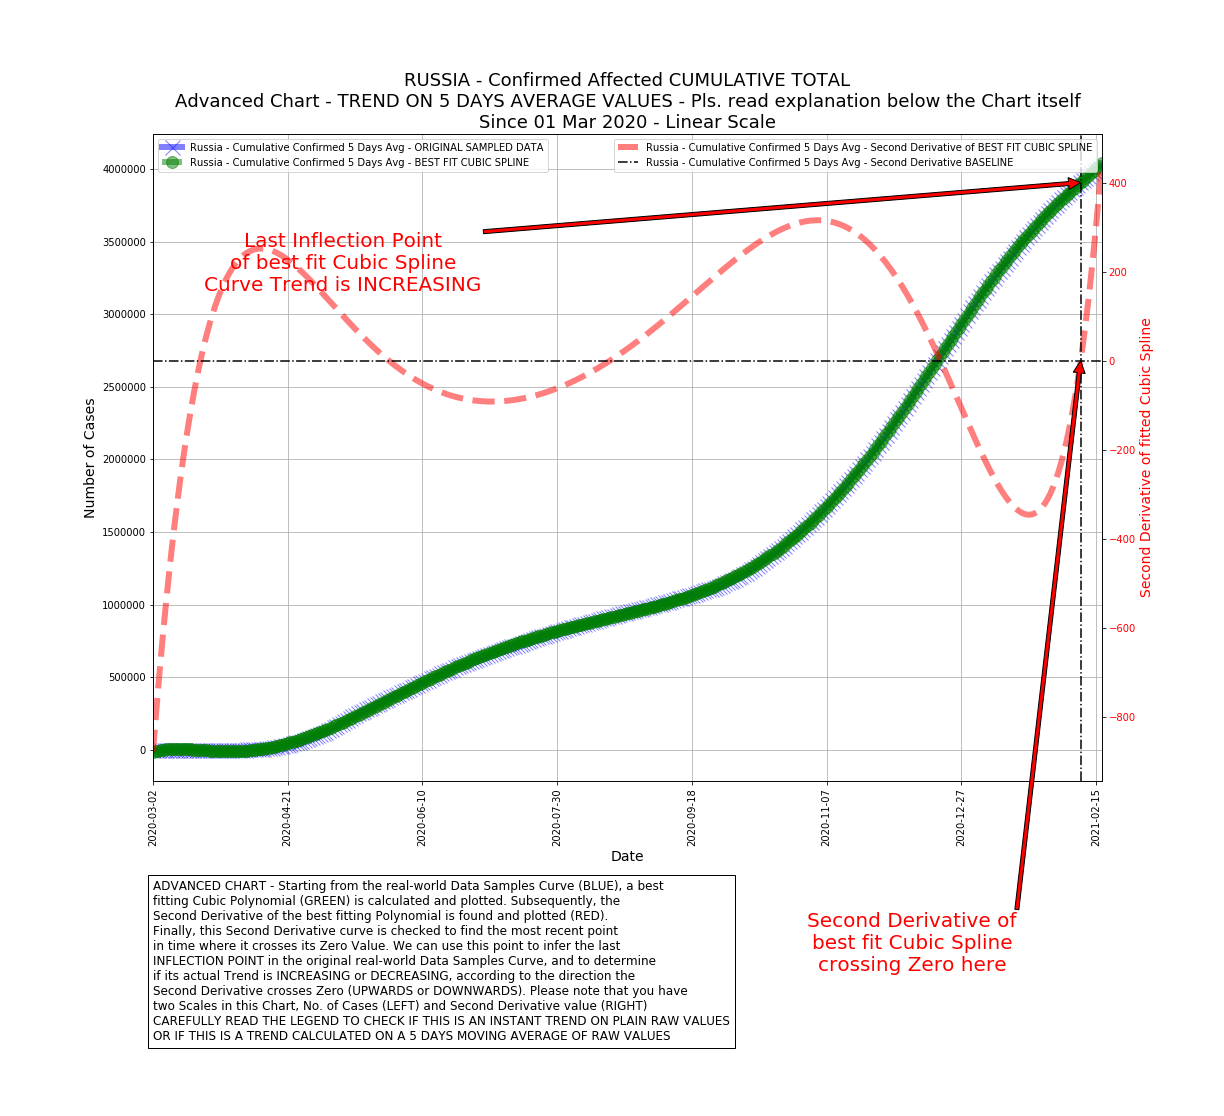 RUSSIA - Confirmed Affected CUMULATIVE TOTAL
Advanced Chart - TREND ON 5 DAYS AVERAGE VALUES - Pls. read explanation below the Chart itself
Since 01 Mar 2020 - Linear Scale
Russia - Cumulative Confirmed 5 Days Avg - ORIGINAL SAMPLED DATA
Russia - Cumulative Confirmed 5 Days Avg - BEST FIT CUBIC SPLINE
Russia - Cumulative Confirmed 5 Days Avg - Second Derivative of BEST FIT CUBIC SPLINE
Russia - Cumulative Confirmed 5 Days Avg - Second Derivative BASELINE
Last Inflection Point
of best fit Cubic Spline
Curve Trend is INCREASING
Number of Cases
4000000
3500000
3000000
2500000
2000000
1500000
1000000
500000
0
400
200
0
−200
−400
−600
−800
Second Derivative of fitted Cubic Spline
2020-03-02
2020-04-21
2020-06-10
2020-07-30
2020-09-18
2020-11-07
2020-12-27
2021-02-15
Date
ADVANCED CHART - Starting from the real-world Data Samples Curve (BLUE), a best
fitting Cubic Polynomial (GREEN) is calculated and plotted. Subsequently, the
Second Derivative of the best fitting Polynomial is found and plotted (RED).
Finally, this Second Derivative curve is checked to find the most recent point
in time where it crosses its Zero Value. We can use this point to infer the last
INFLECTION POINT in the original real-world Data Samples Curve, and to determine
if its actual Trend is INCREASING or DECREASING, according to the direction the
Second Derivative crosses Zero (UPWARDS or DOWNWARDS). Please note that you have
two Scales in this Chart, No. of Cases (LEFT) and Second Derivative value (RIGHT)
CAREFULLY READ THE LEGEND TO CHECK IF THIS IS AN INSTANT TREND ON PLAIN RAW VALUES
OR IF THIS IS A TREND CALCULATED ON A 5 DAYS MOVING AVERAGE OF RAW VALUES
Second Derivative of
best fit Cubic Spline
crossing Zero here